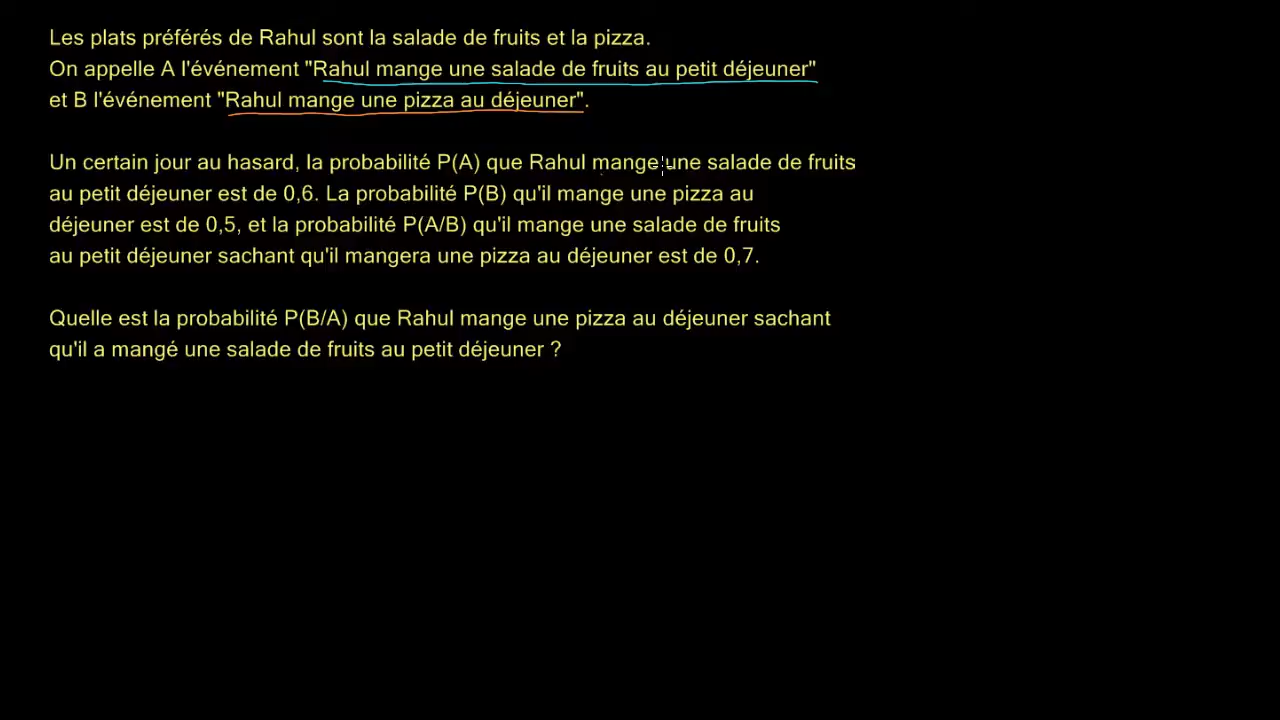 Les plats préférés de Rahul sont la salade de fruits et la pizza.
On appelle A l'événement "Rahul mange une salade de fruits au petit déjeuner"
et B l'événement "Rahul mange une pizza au déjeuner".
Un certain jour au hasard, la probabilité P(A) que Rahul mange une salade de fruits
au petit déjeuner est de 0,6. La probabilité P(B) qu'il mange une pizza au
déjeuner est de 0,5, et la probabilité P(A/B) qu'il mange une salade de fruits
au petit déjeuner sachant qu'il mangera une pizza au déjeuner est de 0,7.
Quelle est la probabilité P(B/A) que Rahul mange une pizza au déjeuner sachant
qu'il a mangé une salade de fruits au petit déjeuner ?